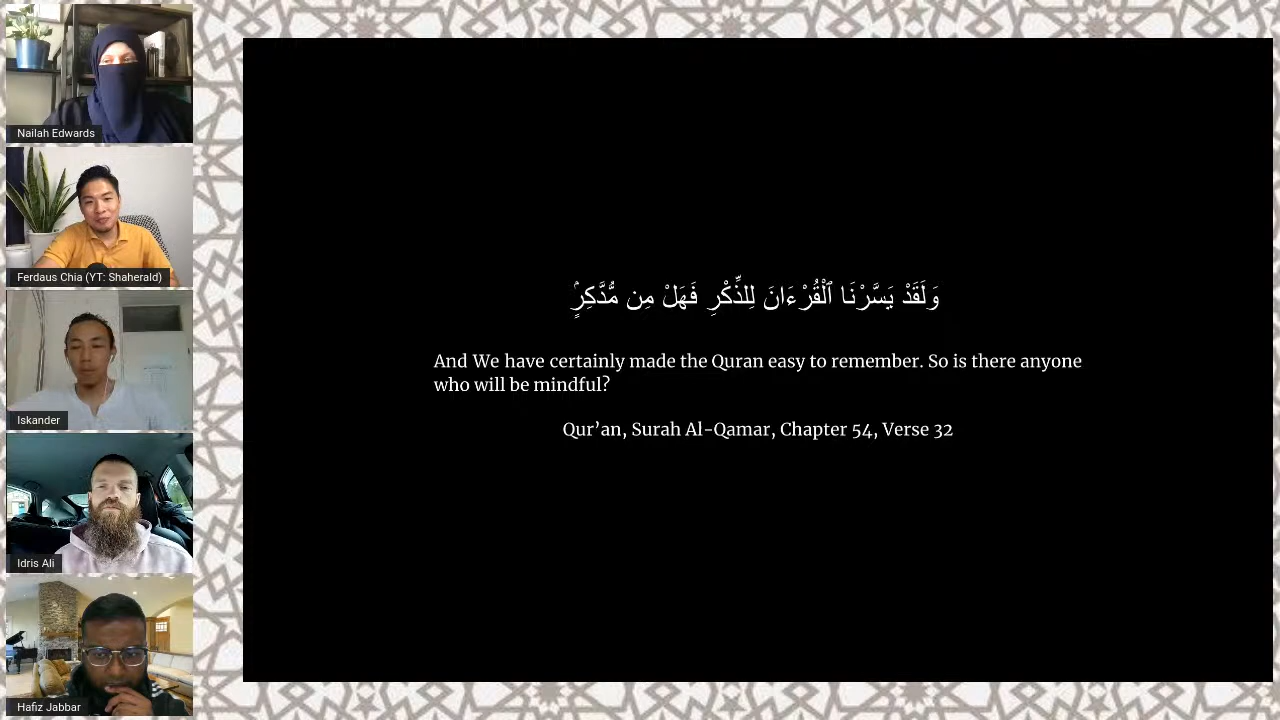 Nailah Edwards
Ferdaus Chia (YT: Shaherald)
Iskander
Idris Ali
Hafiz Jabbar
وَلَقَدْ يَسَّرْنَا ٱلْقُرْءَانَ لِلذِّكْرِ فَهَلْ مِن مُّدَّكِرٍۢ
And We have certainly made the Quran easy to remember. So is there anyone
who will be mindful?
Qur’an, Surah Al-Qamar, Chapter 54, Verse 32